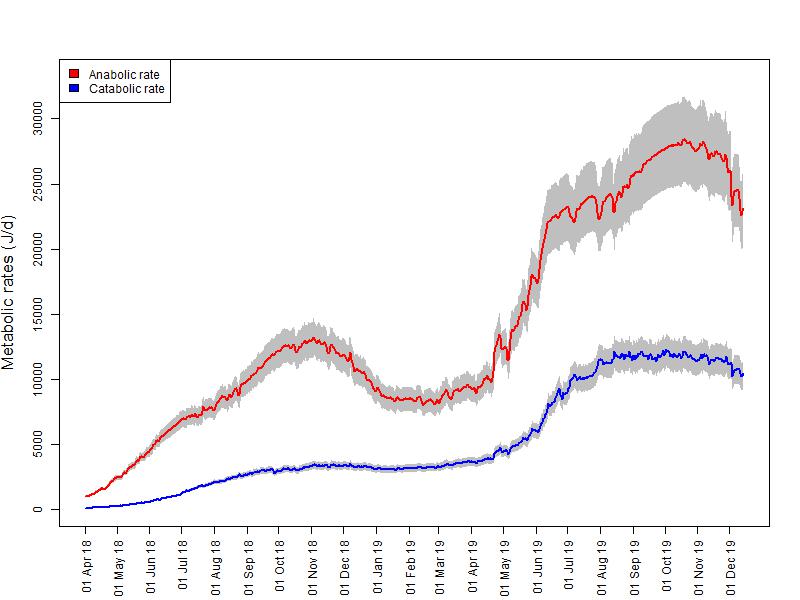 Anabolic rate
Catabolic rate
Metabolic rates (J/d)
30000
25000
20000
15000
10000
5000
0
01 Apr 18
01 May 18
01 Jun 18
01 Jul 18
01 Aug 18
01 Sep 18
01 Oct 18
01 Nov 18
01 Dec 18
01 Jan 19
01 Feb 19
01 Mar 19
01 Apr 19
01 May 19
01 Jun 19
01 Jul 19
01 Aug 19
01 Sep 19
01 Oct 19
01 Nov 19
01 Dec 19